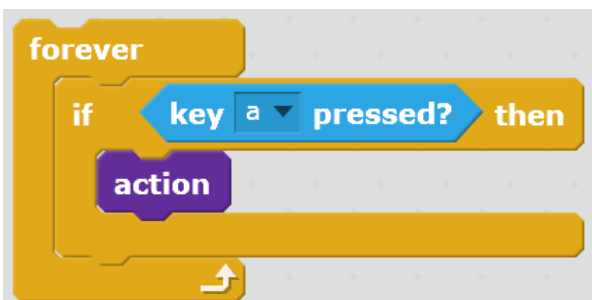 forever
if key a pressed? then
action